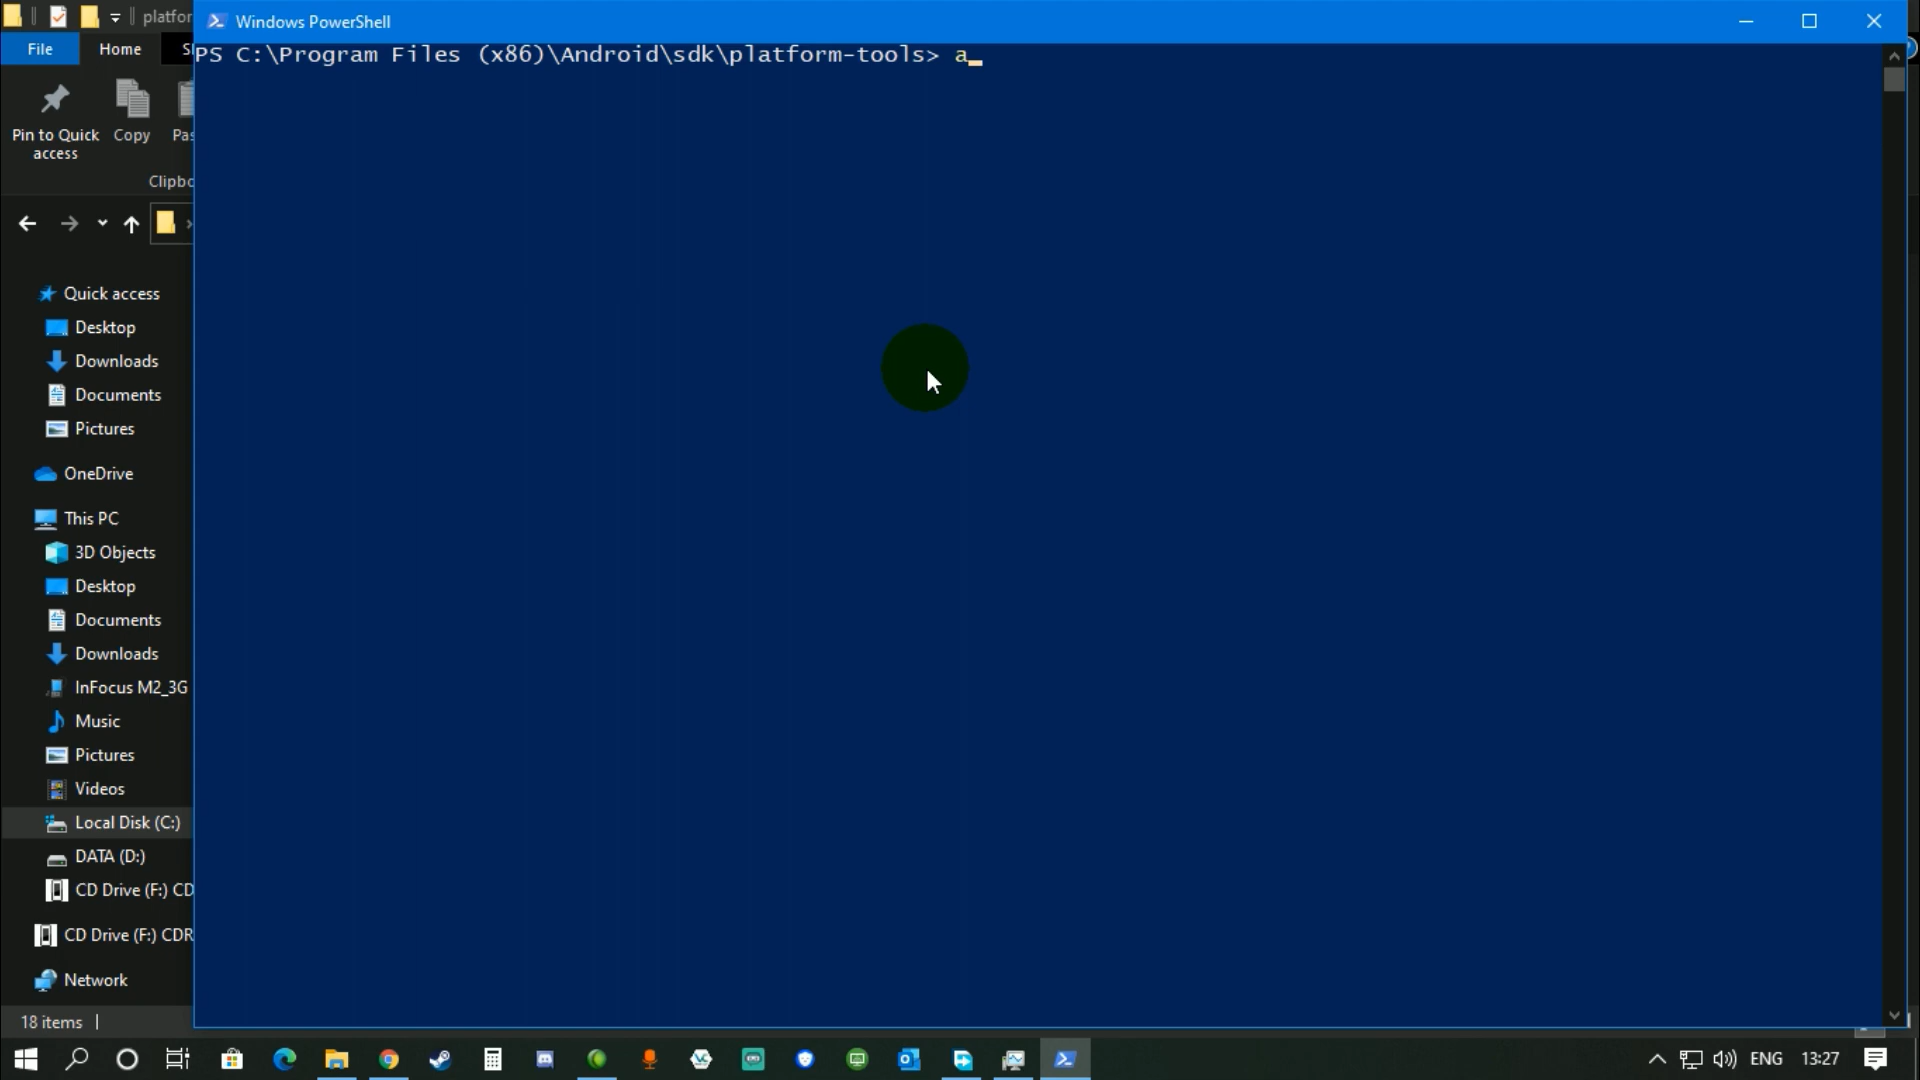 platfor
Windows PowerShell
File
Home
PS C:\Program Files (x86)\Android\sdk\platform-tools> a_
Pin to Quick
access
Copy
Clipbo
Quick access
Desktop
Downloads
Documents
Pictures
OneDrive
This PC
3D Objects
Desktop
Documents
Downloads
InFocus M2_3G
Music
Pictures
Videos
Local Disk (C:)
DATA (D:)
CD Drive (F:) CD
CD Drive (F:) CDR
Network
18 items
ENG
13:27